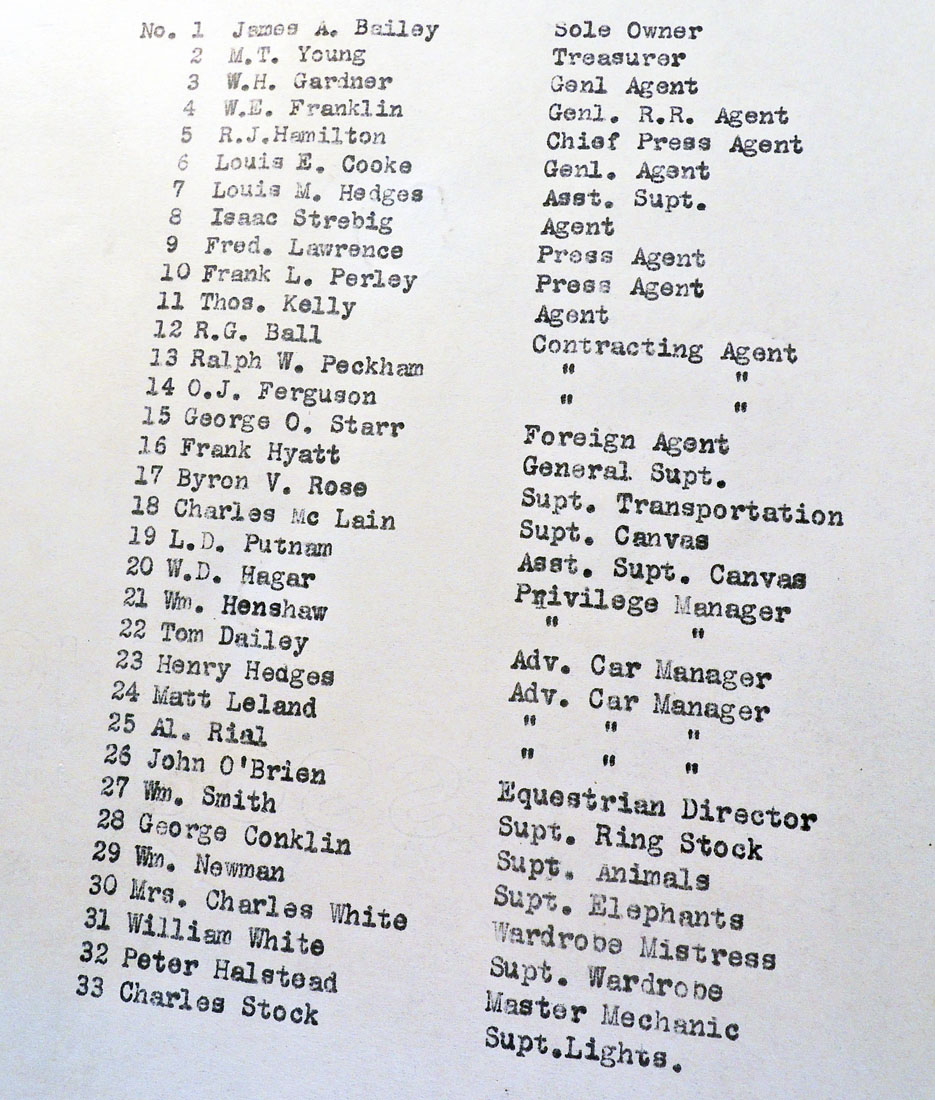 No. 1 James A. Bailey Sole Owner
2 M.T. Young Treasurer
3 W.H. Gardner Genl Agent
4 W.E. Franklin Genl. R.R. Agent
5 R.J.Hamilton Chief Press Agent
6 Louis E. Cooke Genl. Agent
7 Louis M. Hedges Asst. Supt.
8 Isaac Strebig Agent
9 Fred. Lawrence Press Agent
10 Frank L. Perley Press Agent
11 Thos. Kelly Agent
12 R.G. Ball Contracting Agent
13 Ralph W. Peckham " "
14 O.J. Ferguson " "
15 George O. Starr Foreign Agent
16 Frank Hyatt General Supt.
17 Byron V. Rose Supt. Transportation
18 Charles Mc Lain Supt. Canvas
19 L.D. Putnam Asst. Supt. Canvas
20 W.D. Hagar Privilege Manager
21 Wm. Henshaw " "
22 Tom Dailey Adv. Car Manager
23 Henry Hedges Adv. Car Manager
24 Matt Leland " " "
25 Al. Rial " " "
26 John O'Brien Equestrian Director
27 Wm. Smith Supt. Ring Stock
28 George Conklin Supt. Animals
29 Wm. Newman Supt. Elephants
30 Mrs. Charles White Wardrobe Mistress
31 William White Supt. Wardrobe
32 Peter Halstead Master Mechanic
33 Charles Stock Supt.Lights.